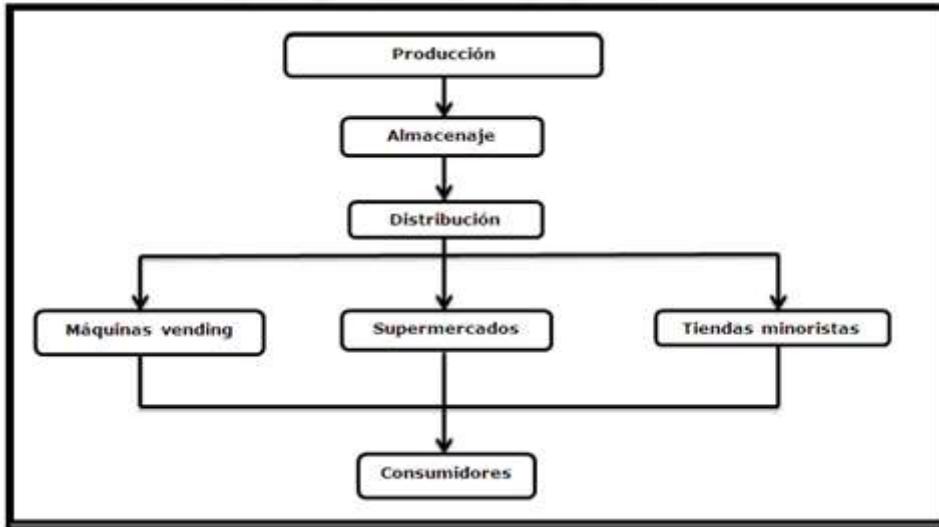 Producción
Almacenaje
Distribución
Máquinas vending
Supermercados
Tiendas minoristas
Consumidores